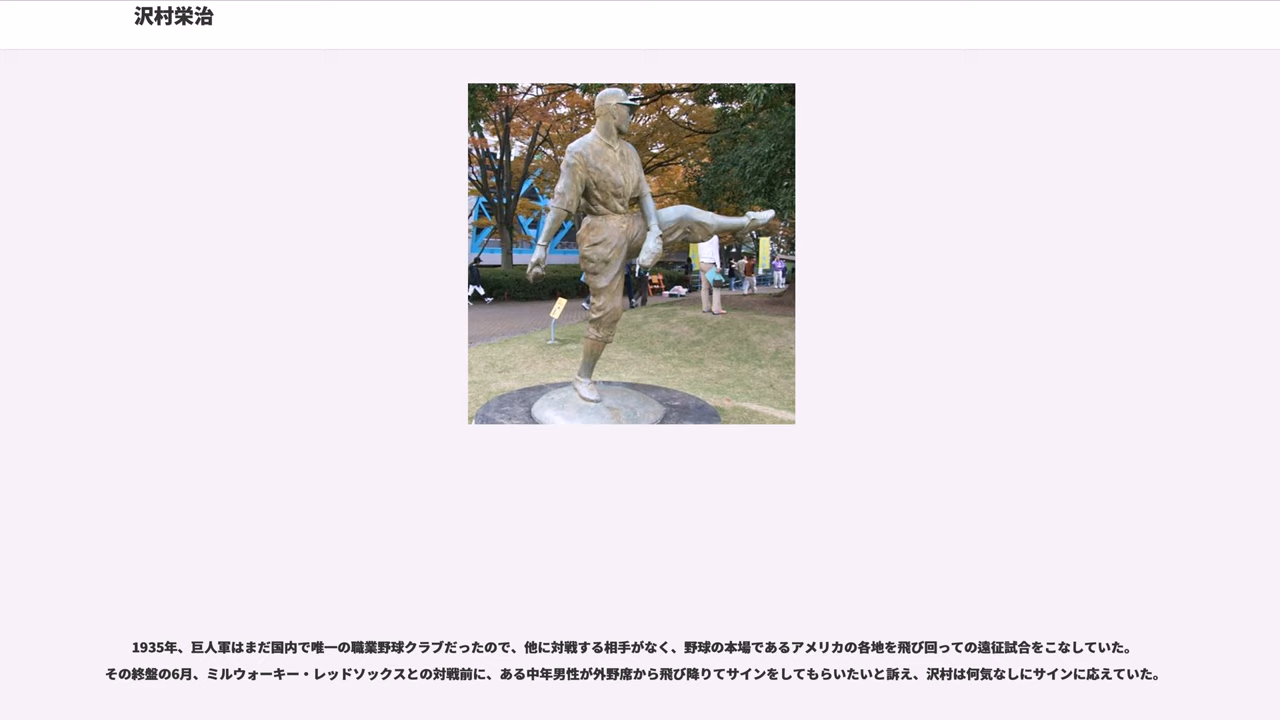 沢村栄治
1935年、巨人軍はまだ国内で唯一の職業野球クラブだったので、他に対戦する相手がなく、野球の本場であるアメリカの各地を飛び回っての遠征試合をこなしていた。
その終盤の6月、ミルウォーキー・レッドソックスとの対戦前に、ある中年男性が外野席から飛び降りてサインをしてもらいたいと訴え、沢村は何気なしにサインに応えていた。